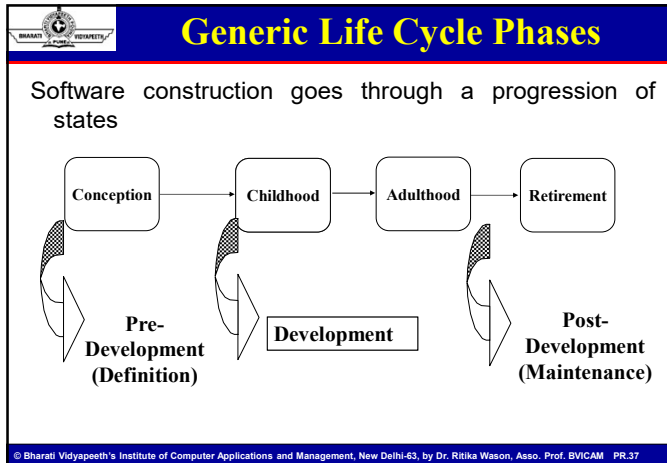 BHARATI VIDYAPEETH
PUNE
Generic Life Cycle Phases
Software construction goes through a progression of
states
Conception Childhood Adulthood Retirement
Pre-
Development
(Definition)
Development
Post-
Development
(Maintenance)
© Bharati Vidyapeeth's Institute of Computer Applications and Management, New Delhi-63, by Dr. Ritika Wason, Asso. Prof. BVICAM PR.37